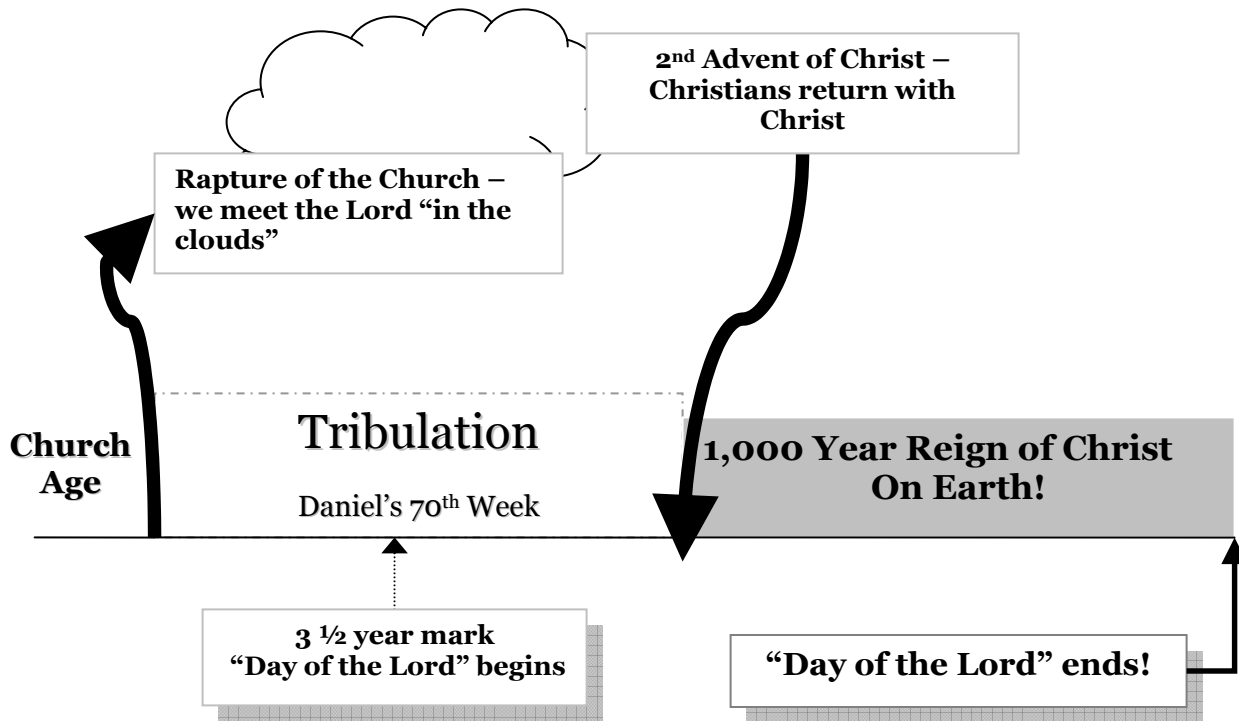 2nd Advent of Christ –
Christians return with
Christ
Rapture of the Church –
we meet the Lord “in the
clouds”
Church
Age
Tribulation
Daniel’s 70th Week
1,000 Year Reign of Christ
On Earth!
3 ½ year mark
“Day of the Lord” begins
“Day of the Lord” ends!